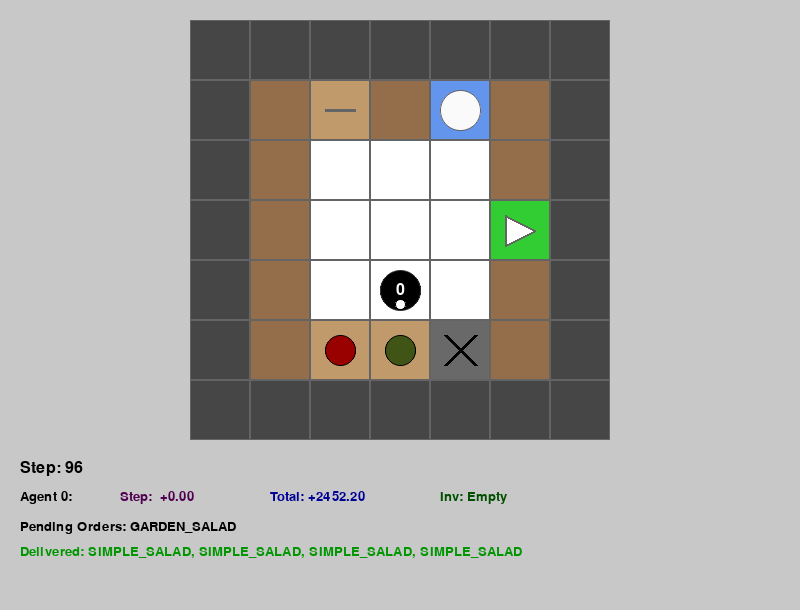 0
Step: 96
Agent 0: Step: +0.00 Total: +2452.20 Inv: Empty
Pending Orders: GARDEN_SALAD
Delivered: SIMPLE_SALAD, SIMPLE_SALAD, SIMPLE_SALAD, SIMPLE_SALAD